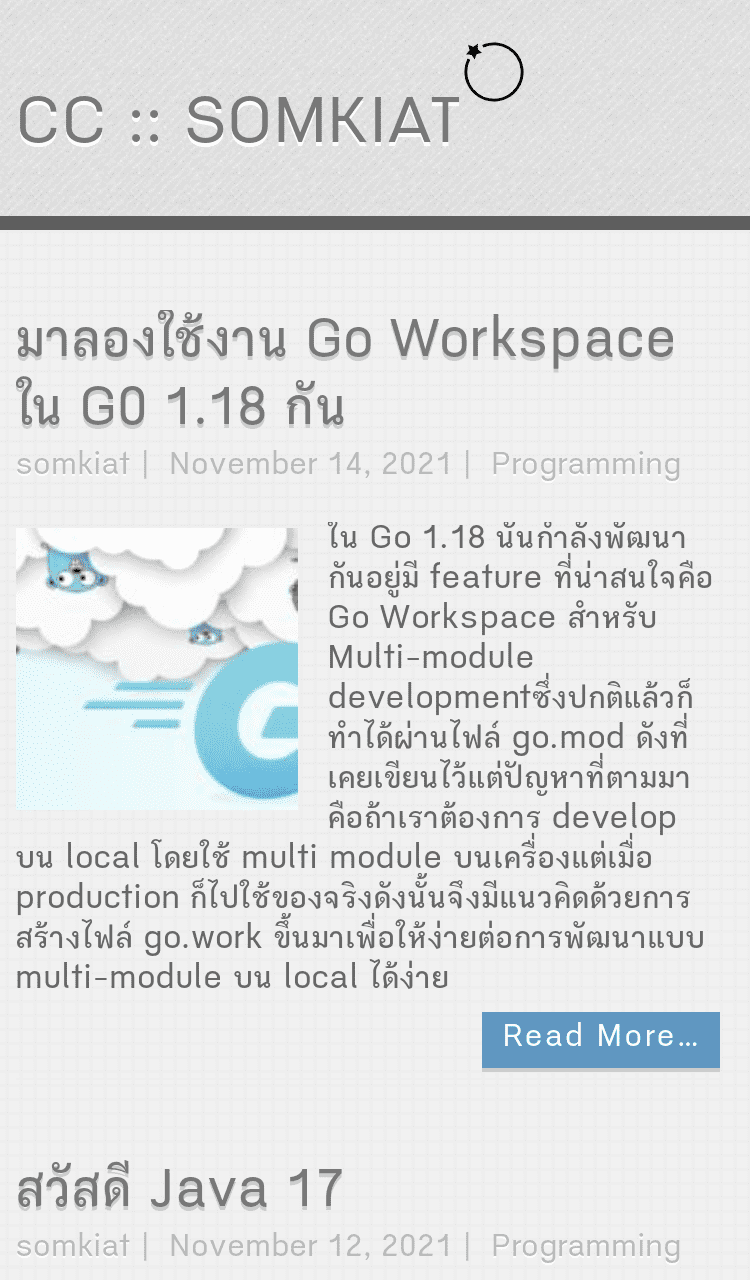 CC :: SOMKIAT
มาลองใช้งาน Go Workspace
ใน G0 1.18 กัน
somkiat | November 14, 2021 | Programming
ใน Go 1.18 นั้นกำลังพัฒนา
กันอยู่มี feature ที่น่าสนใจคือ
Go Workspace สำหรับ
Multi-module
developmentซึ่งปกติแล้วก็
ทำได้ผ่านไฟล์ go.mod ดังที่
เคยเขียนไว้แต่ปัญหาที่ตามมา
คือถ้าเราต้องการ develop
บน local โดยใช้ multi module บนเครื่องแต่เมื่อ
production ก็ไปใช้ของจริงดังนั้นจึงมีแนวคิดด้วยการ
สร้างไฟล์ go.work ขึ้นมาเพื่อให้ง่ายต่อการพัฒนาแบบ
multi-module บน local ได้ง่าย
Read More…
สวัสดี Java 17
somkiat | November 12, 2021 | Programming